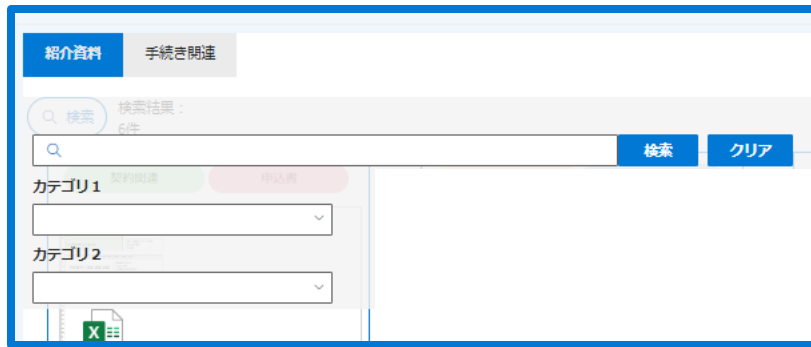 紹介資料 手続き関連
検索 検索結果：
6件
検索 クリア
契約関連 申込書
カテゴリ1
カテゴリ2
X